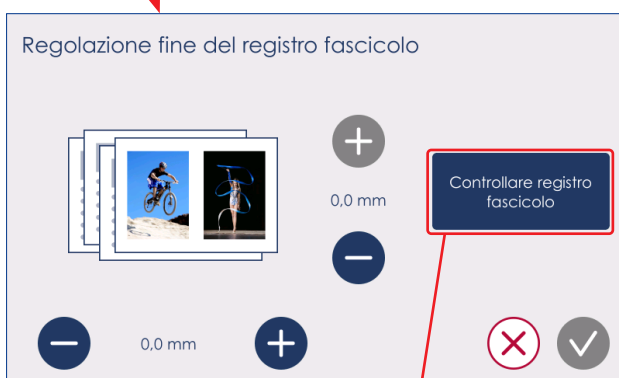 Regolazione fine del registro fascicolo
0,0 mm
Controllare registro
fascicolo
0,0 mm